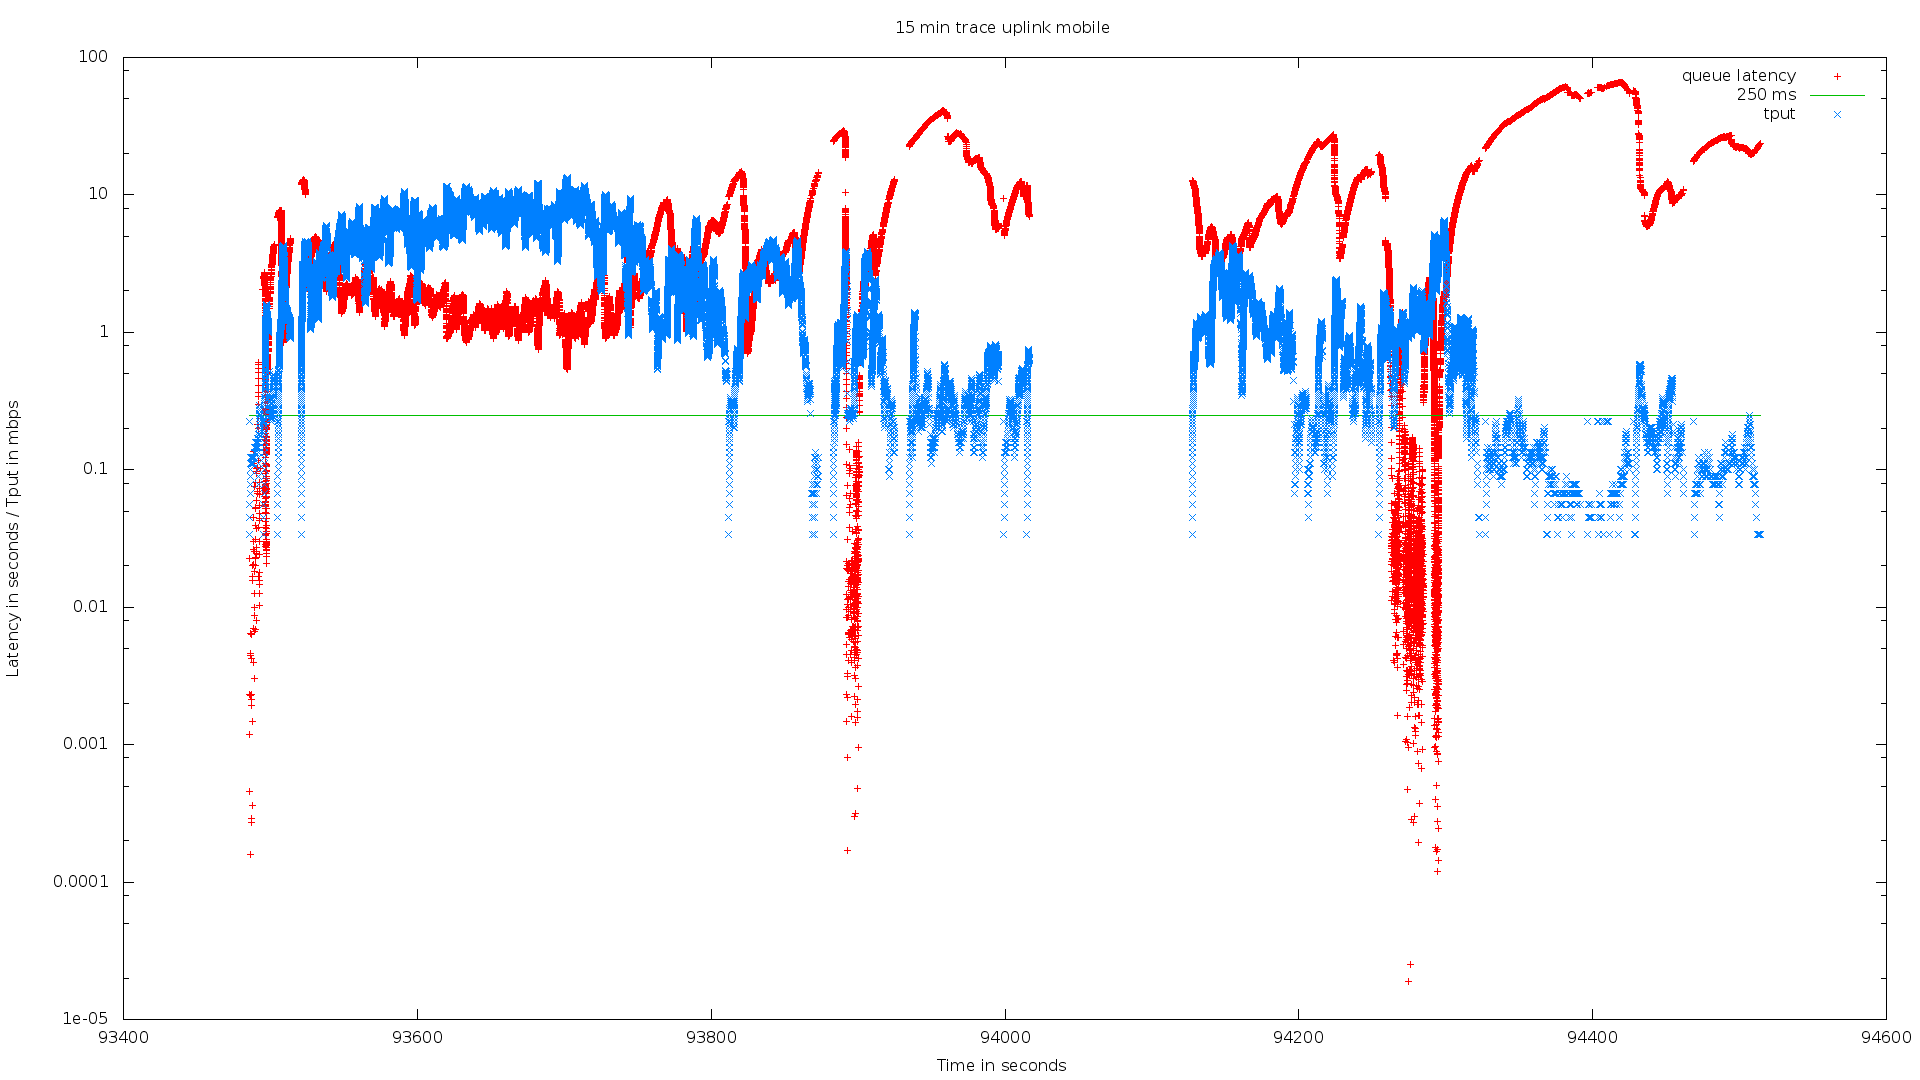 15 min trace uplink mobile
queue latency
250 ms
tput
100
10
1
0.1
0.01
0.001
0.0001
1e-05
Latency in seconds / Tput in mbps
93400 93600 93800 94000 94200 94400 94600
Time in seconds